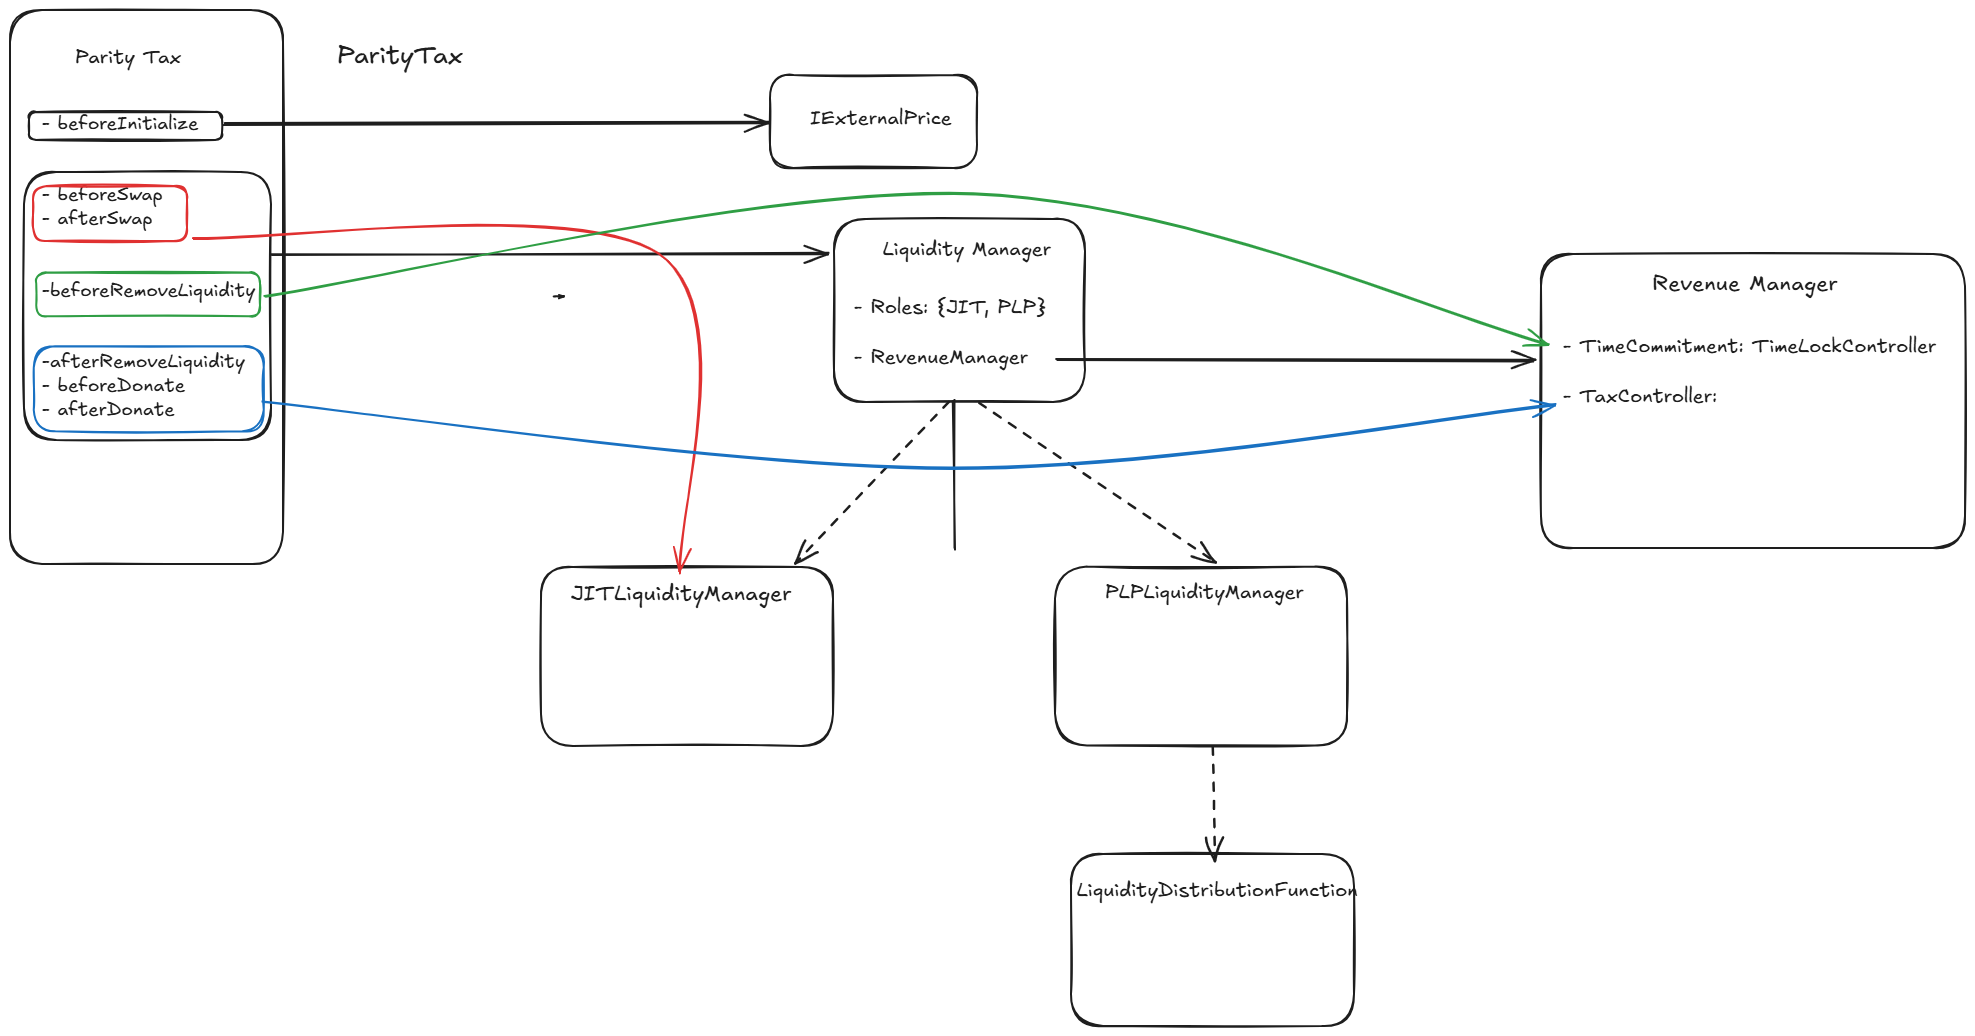 Parity Tax
ParityTax
- beforeInitialize
IExternalPrice
- beforeSwap
- afterSwap
-beforeRemoveLiquidity
-afterRemoveLiquidity
- beforeDonate
- afterDonate
Liquidity Manager
- Roles: {JIT, PLP}
- RevenueManager
Revenue Manager
- TimeCommitment: TimeLockController
- TaxController:
JITLiquidityManager
PLPLiquidityManager
LiquidityDistributionFunction